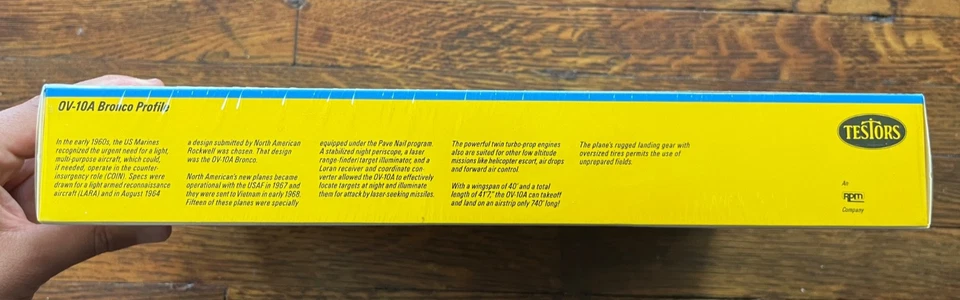 OV-10A Bronco Profile
In the early 1960s, the US Marines
recognized the urgent need for a light,
multi-purpose aircraft, which could,
if needed, operate in the counter-
insurgency role (COIN). Specs were
drawn for a light armed reconnaissance
aircraft (LARA) and in August 1964
a design submitted by North American
Rockwell was chosen. That design
was the OV-10A Bronco.
North American's new planes became
operational with the USAF in 1967 and
they were sent to Vietnam in early 1968.
Fifteen of these planes were specially
equipped under the Pave Nail program.
A stabilized night periscope, a laser
range-finder/target illuminator, and a
Loran receiver and coordinate con-
verter allowed the OV-10A to effectively
locate targets at night and illuminate
them for attack by laser-seeking missiles.
The powerful twin turbo-prop engines
also are suited for other low altitude
missions like helicopter escort, air drops
and forward air control.
With a wingspan of 40' and a total
length of 41'7," the OV-10A can takeoff
and land on an airstrip only 740' long!
The plane's rugged landing gear with
oversized tires permits the use of
unprepared fields.
TESTORS
An
RPM
Company